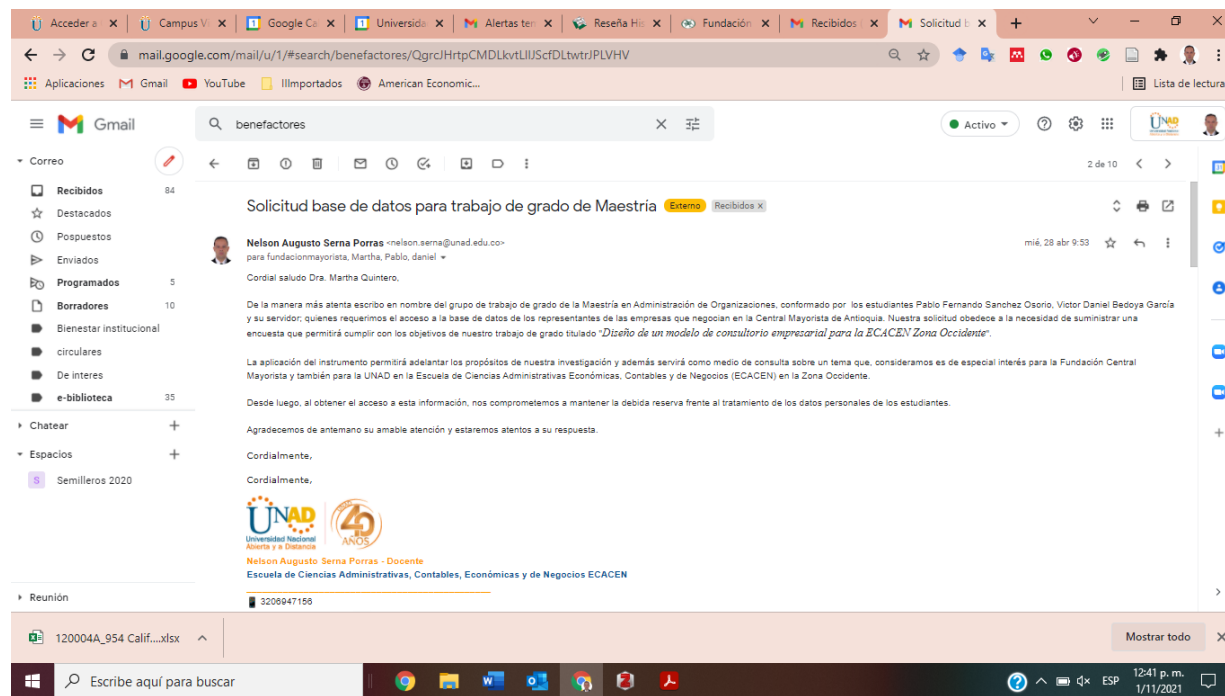 Acceder a
Campus Vi
Google Ca
Universida
Alertas ten
Reseña His
Fundación
Recibidos
Solicitud b
mail.google.com/mail/u/1/#search/benefactores/QgrcJHrtpCMDLkvtLlIJScfDLtwtrJPLVHV
Aplicaciones
Gmail
YouTube
IIImportados
American Economic...
Lista de lectura
Gmail
benefactores
Activo
UNAD
Correo
2 de 10
Recibidos 84
Destacados
Pospuestos
Enviados
Programados 5
Borradores 10
Bienestar institucional
circulares
De interes
e-biblioteca 35
Chatear
Espacios
S Semilleros 2020
Reunión
Solicitud base de datos para trabajo de grado de Maestría Externo Recibidos x
Nelson Augusto Serna Porras <nelson.serna@unad.edu.co> mié, 28 abr 9:53
para fundacionmayorista, Martha, Pablo, daniel
Cordial saludo Dra. Martha Quintero,
De la manera más atenta escribo en nombre del grupo de trabajo de grado de la Maestría en Administración de Organizaciones, conformado por los estudiantes Pablo Fernando Sanchez Osorio, Victor Daniel Bedoya García
y su servidor; quienes requerimos el acceso a la base de datos de los representantes de las empresas que negocian en la Central Mayorista de Antioquia. Nuestra solicitud obedece a la necesidad de suministrar una
encuesta que permitirá cumplir con los objetivos de nuestro trabajo de grado titulado "Diseño de un modelo de consultorio empresarial para la ECACEN Zona Occidente".
La aplicación del instrumento permitirá adelantar los propósitos de nuestra investigación y además servirá como medio de consulta sobre un tema que, consideramos es de especial interés para la Fundación Central
Mayorista y también para la UNAD en la Escuela de Ciencias Administrativas Económicas, Contables y de Negocios (ECACEN) en la Zona Occidente.
Desde luego, al obtener el acceso a esta información, nos comprometemos a mantener la debida reserva frente al tratamiento de los datos personales de los estudiantes.
Agradecemos de antemano su amable atención y estaremos atentos a su respuesta.
Cordialmente,
Cordialmente,
UNAD
Universidad Nacional
Abierta y a Distancia
40
AÑOS
Nelson Augusto Serna Porras - Docente
Escuela de Ciencias Administrativas, Contables, Económicas y de Negocios ECACEN
3206947156
120004A_954 Calif....xlsx
Mostrar todo
Escribe aquí para buscar
ESP
12:41 p. m.
1/11/2021